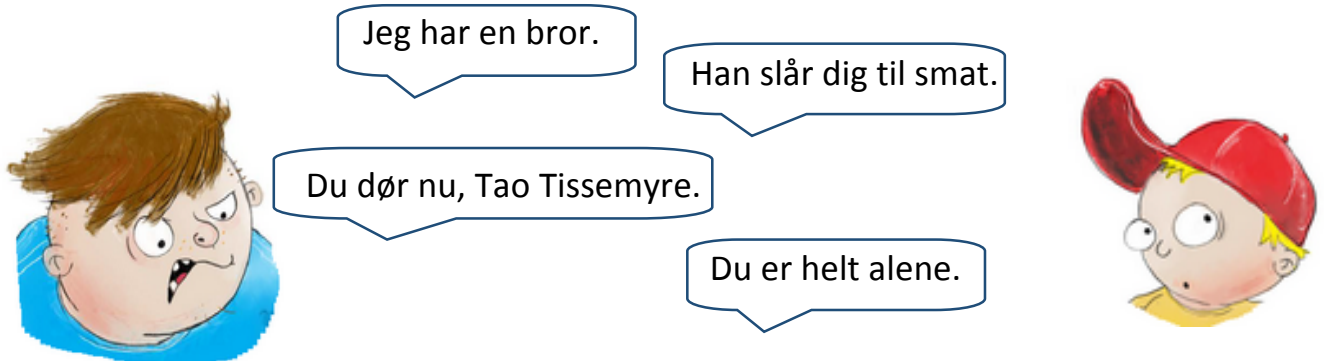 Jeg har en bror.
Han slår dig til smat.
Du dør nu, Tao Tissemyre.
Du er helt alene.